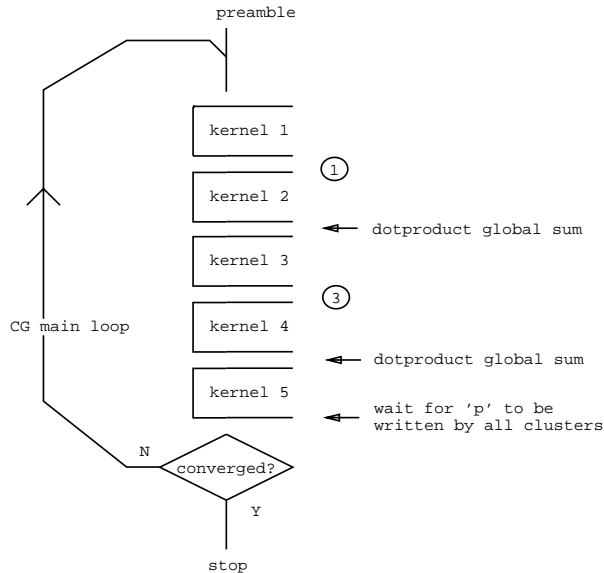 preamble
kernel 1
1
kernel 2
dotproduct global sum
kernel 3
3
CG main loop
kernel 4
dotproduct global sum
kernel 5
wait for 'p' to be
written by all clusters
N
converged?
Y
stop